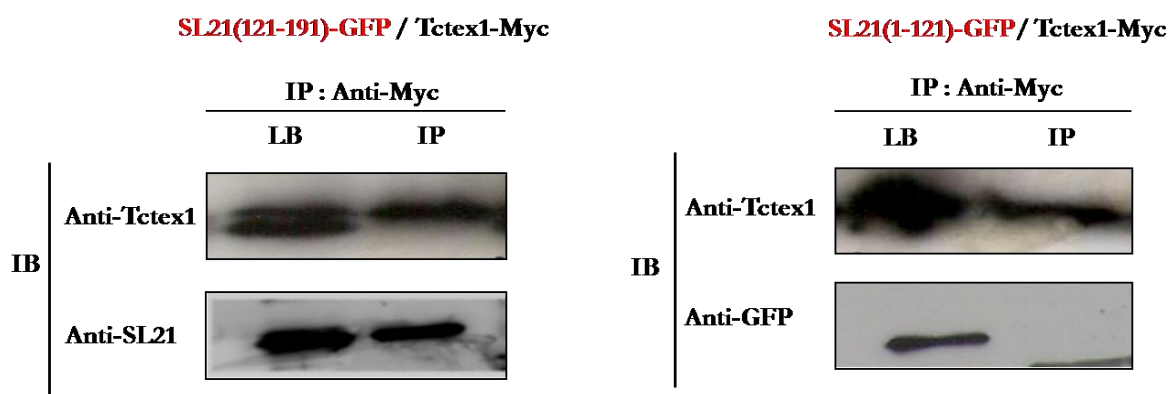 SL21(121-191)-GFP / Tctex1-Myc
IP : Anti-Myc
LB IP
IB
Anti-Tctex1
Anti-SL21
SL21(1-121)-GFP/ Tctex1-Myc
IP : Anti-Myc
LB IP
IB
Anti-Tctex1
Anti-GFP